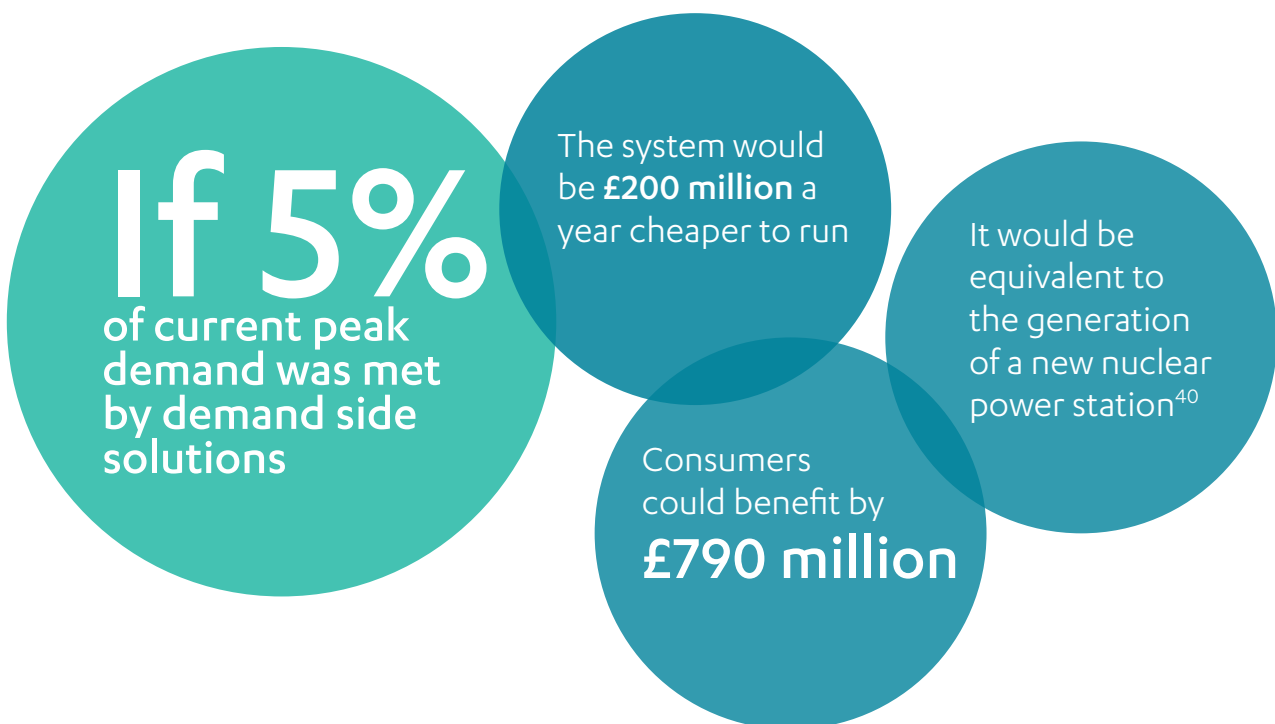 If 5%
of current peak
demand was met
by demand side
solutions
The system would
be £200 million a
year cheaper to run
It would be
equivalent to
the generation
of a new nuclear
power station⁴⁰
Consumers
could benefit by
£790 million